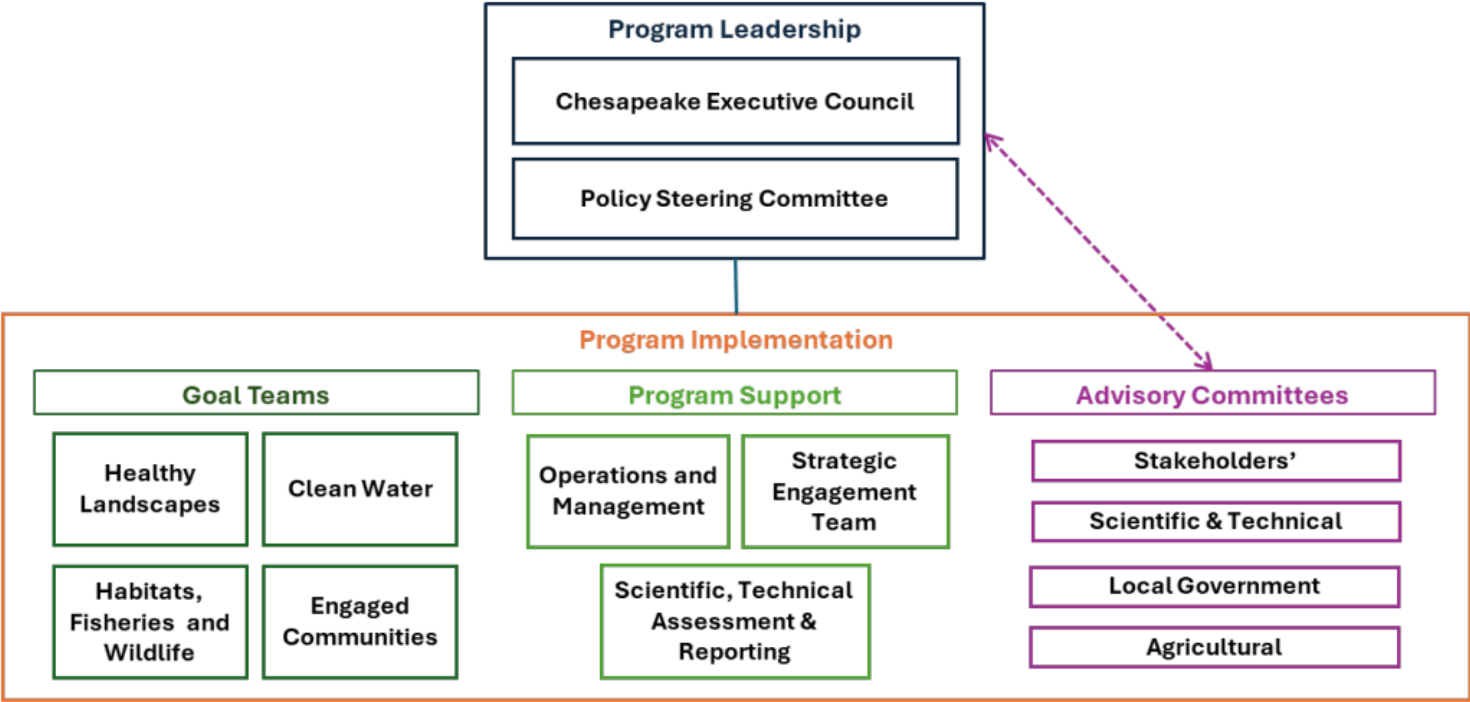 Program Leadership
Chesapeake Executive Council
Policy Steering Committee
Program Implementation
Goal Teams
Healthy
Landscapes
Clean Water
Habitats,
Fisheries and
Wildlife
Engaged
Communities
Program Support
Operations and
Management
Strategic
Engagement
Team
Scientific, Technical
Assessment &
Reporting
Advisory Committees
Stakeholders’
Scientific & Technical
Local Government
Agricultural